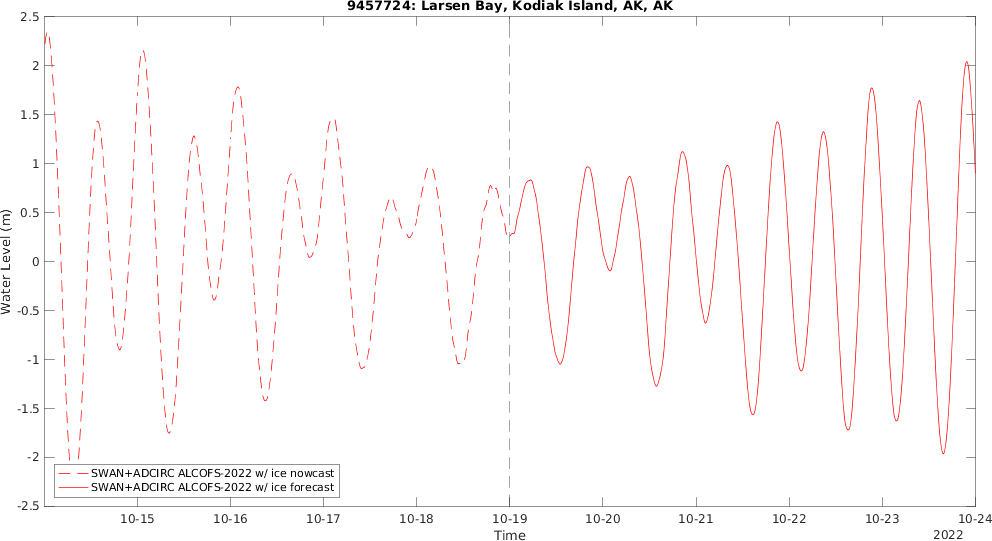 9457724: Larsen Bay, Kodiak Island, AK, AK
2.5
2
1.5
1
0.5
0
-0.5
-1
-1.5
-2
-2.5
Water Level (m)
SWAN+ADCIRC ALCOFS-2022 w/ ice nowcast
SWAN+ADCIRC ALCOFS-2022 w/ ice forecast
10-15 10-16 10-17 10-18 10-19 10-20 10-21 10-22 10-23 10-24
Time
2022